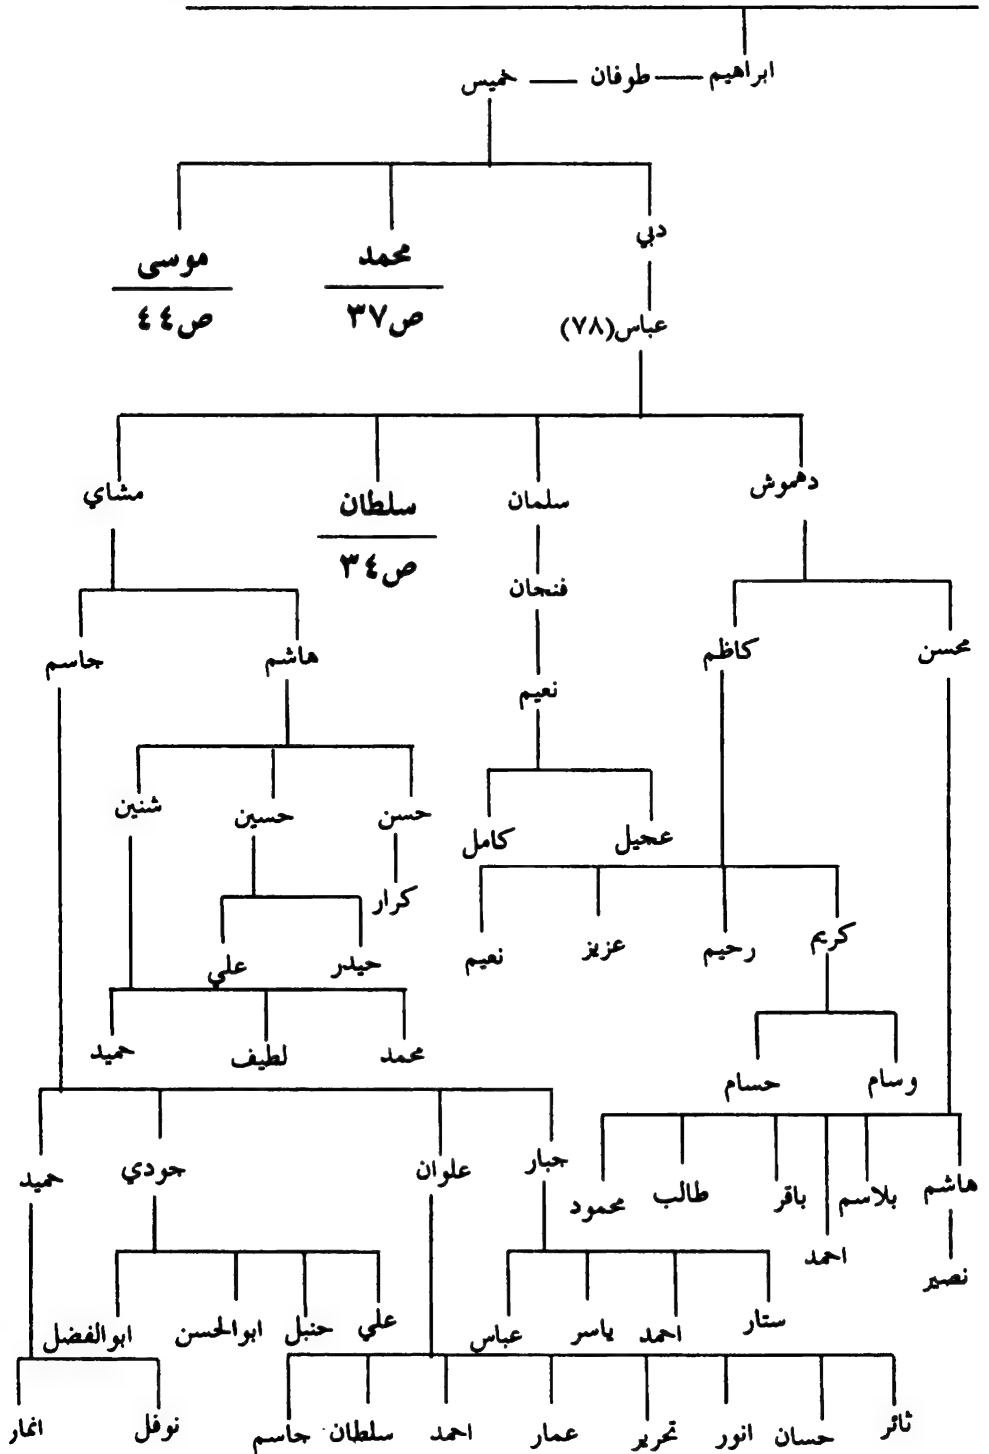 ابراهيم — طوفان — خميس
دبي
محمد
موسى
ص٣٧
ص٤٤
عباس(٧٨)
دهموش
سلمان
سلطان
مشاي
ص٣٤
فنجان
محسن
كاظم
هاشم
جاسم
نعيم
حسن
حسين
شنين
عجيل
كامل
كرار
كريم
رحيم
عزيز
نعيم
حيدر
علي
محمد
لطيف
حميد
وسام
حسام
جبار
علوان
جودي
حميد
هاشم
بلاسم
باقر
طالب
محمود
احمد
نصير
ستار
احمد
ياسر
عباس
علي
حنبل
ابوالحسن
ابوالفضل
ثائر
حسان
انور
تحرير
عمار
احمد
سلطان
جاسم
نوفل
انمار